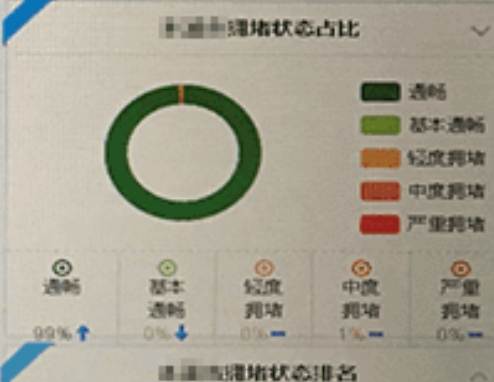 拥堵状态占比
通畅
基本通畅
轻度拥堵
中度拥堵
严重拥堵
通畅
基本
通畅
轻度
拥堵
中度
拥堵
严重
拥堵
99% 0% 0% 1% 0%
拥堵状态排名